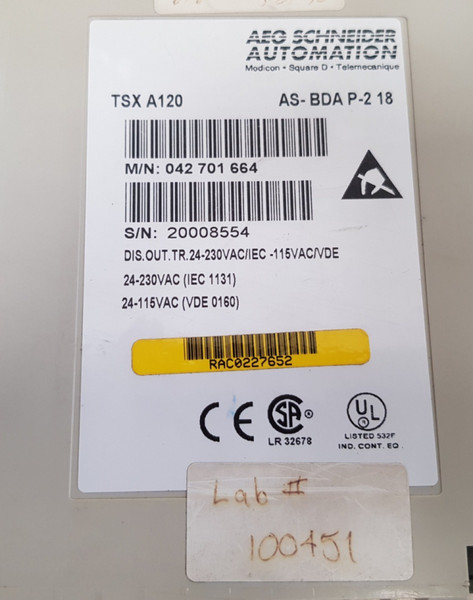 AEG SCHNEIDER
AUTOMATION
Modicon • Square D • Telemecanique
TSX A120 AS- BDA P-2 18
M/N: 042 701 664
S/N: 20008554
DIS.OUT.TR.24-230VAC/IEC -115VAC/VDE
24-230VAC (IEC 1131)
24-115VAC (VDE 0160)
RAC0227652
CE SA UL
LR 32678
LISTED 532F
IND. CONT. EQ.
Lab #
100451